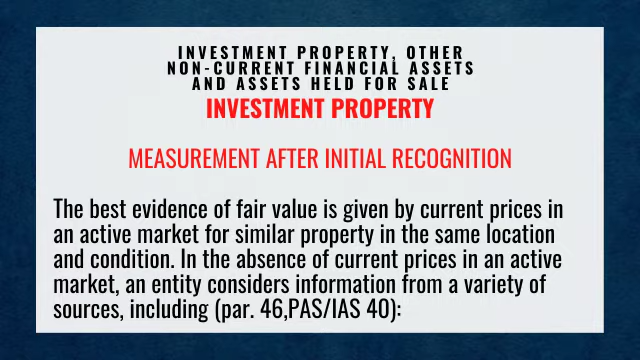 INVESTMENT PROPERTY, OTHER
NON-CURRENT FINANCIAL ASSETS
AND ASSETS HELD FOR SALE
INVESTMENT PROPERTY
MEASUREMENT AFTER INITIAL RECOGNITION
The best evidence of fair value is given by current prices in
an active market for similar property in the same location
and condition. In the absence of current prices in an active
market, an entity considers information from a variety of
sources, including (par. 46,PAS/IAS 40):